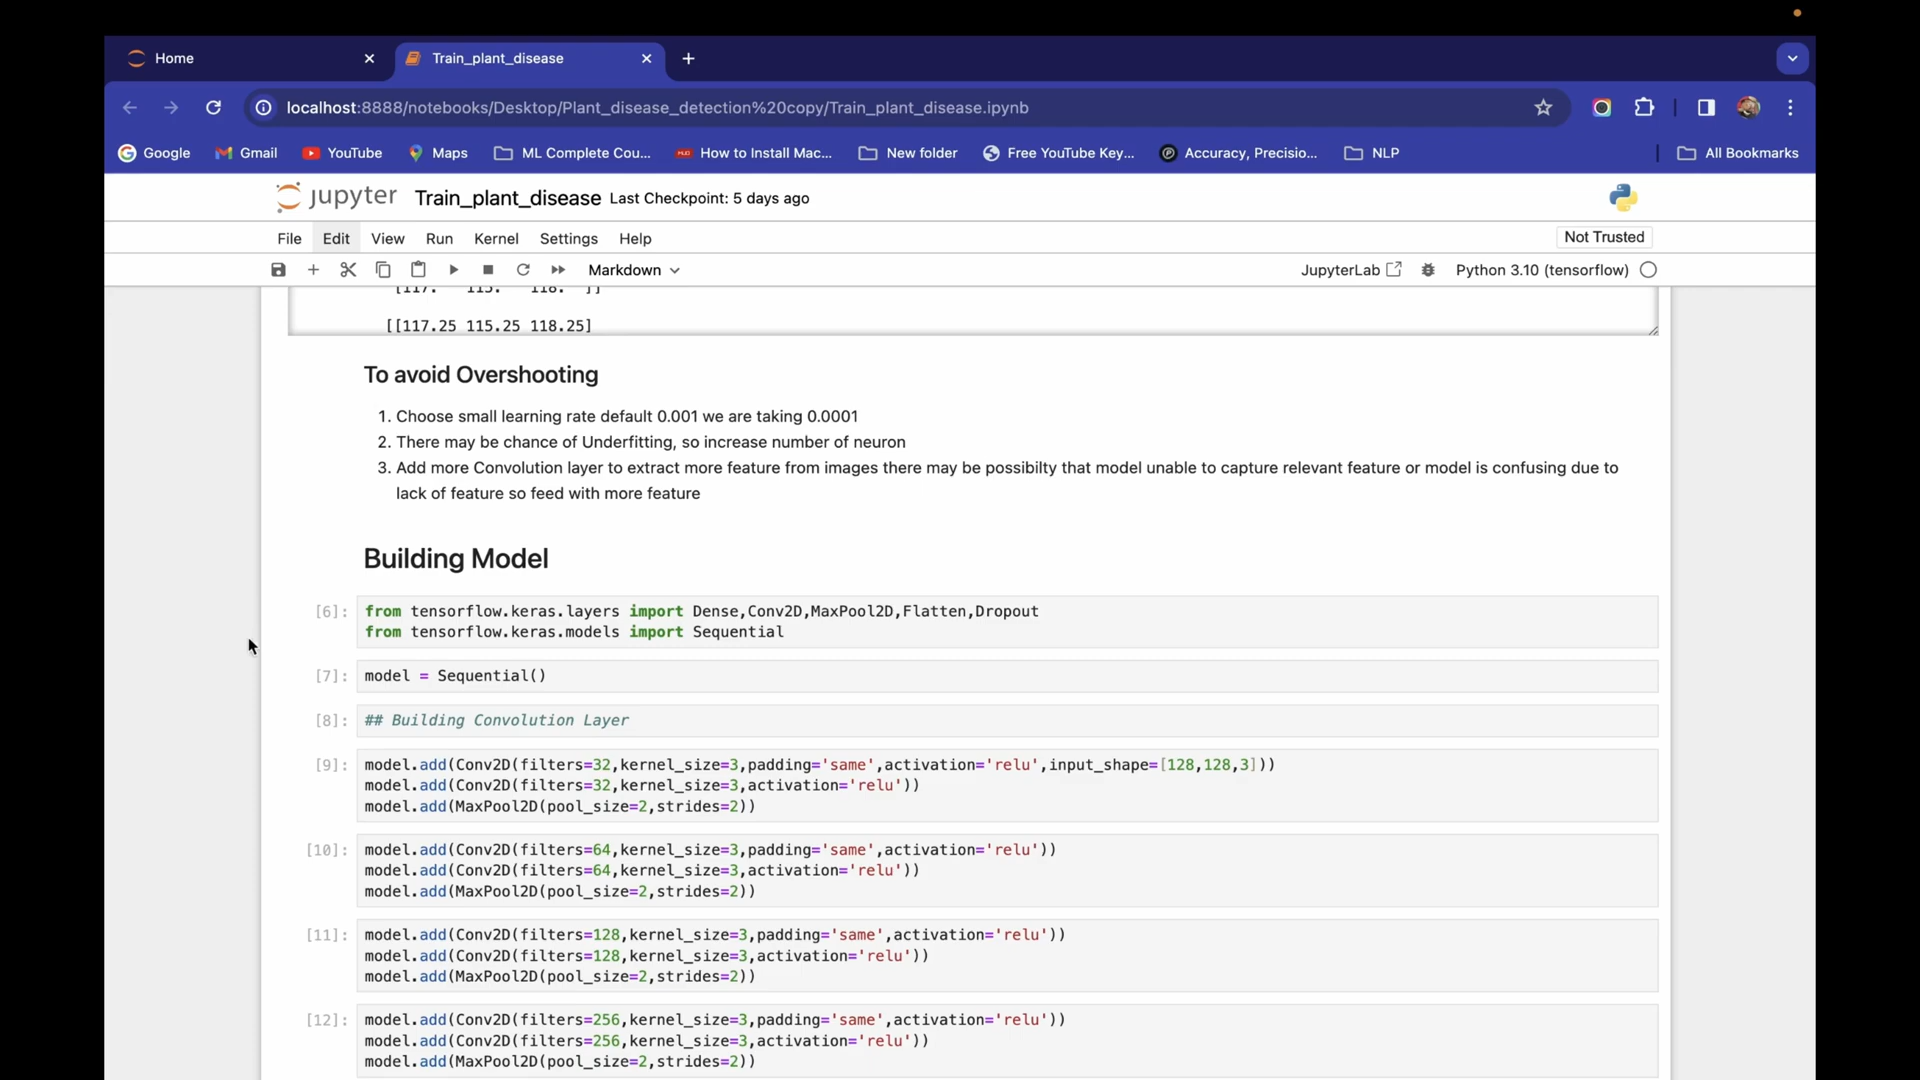 Home
Train_plant_disease
localhost:8888/notebooks/Desktop/Plant_disease_detection%20copy/Train_plant_disease.ipynb
Google Gmail YouTube Maps ML Complete Cou... How to Install Mac... New folder Free YouTube Key... Accuracy, Precisio... NLP All Bookmarks
jupyter Train_plant_disease Last Checkpoint: 5 days ago
File Edit View Run Kernel Settings Help Not Trusted
Markdown JupyterLab Python 3.10 (tensorflow)
[117. 115. 118. ]]
[[117.25 115.25 118.25]
To avoid Overshooting
1. Choose small learning rate default 0.001 we are taking 0.0001
2. There may be chance of Underfitting, so increase number of neuron
3. Add more Convolution layer to extract more feature from images there may be possibilty that model unable to capture relevant feature or model is confusing due to
lack of feature so feed with more feature
Building Model
[6]: from tensorflow.keras.layers import Dense,Conv2D,MaxPool2D,Flatten,Dropout
from tensorflow.keras.models import Sequential
[7]: model = Sequential()
[8]: ## Building Convolution Layer
[9]: model.add(Conv2D(filters=32,kernel_size=3,padding='same',activation='relu',input_shape=[128,128,3]))
model.add(Conv2D(filters=32,kernel_size=3,activation='relu'))
model.add(MaxPool2D(pool_size=2,strides=2))
[10]: model.add(Conv2D(filters=64,kernel_size=3,padding='same',activation='relu'))
model.add(Conv2D(filters=64,kernel_size=3,activation='relu'))
model.add(MaxPool2D(pool_size=2,strides=2))
[11]: model.add(Conv2D(filters=128,kernel_size=3,padding='same',activation='relu'))
model.add(Conv2D(filters=128,kernel_size=3,activation='relu'))
model.add(MaxPool2D(pool_size=2,strides=2))
[12]: model.add(Conv2D(filters=256,kernel_size=3,padding='same',activation='relu'))
model.add(Conv2D(filters=256,kernel_size=3,activation='relu'))
model.add(MaxPool2D(pool_size=2,strides=2))